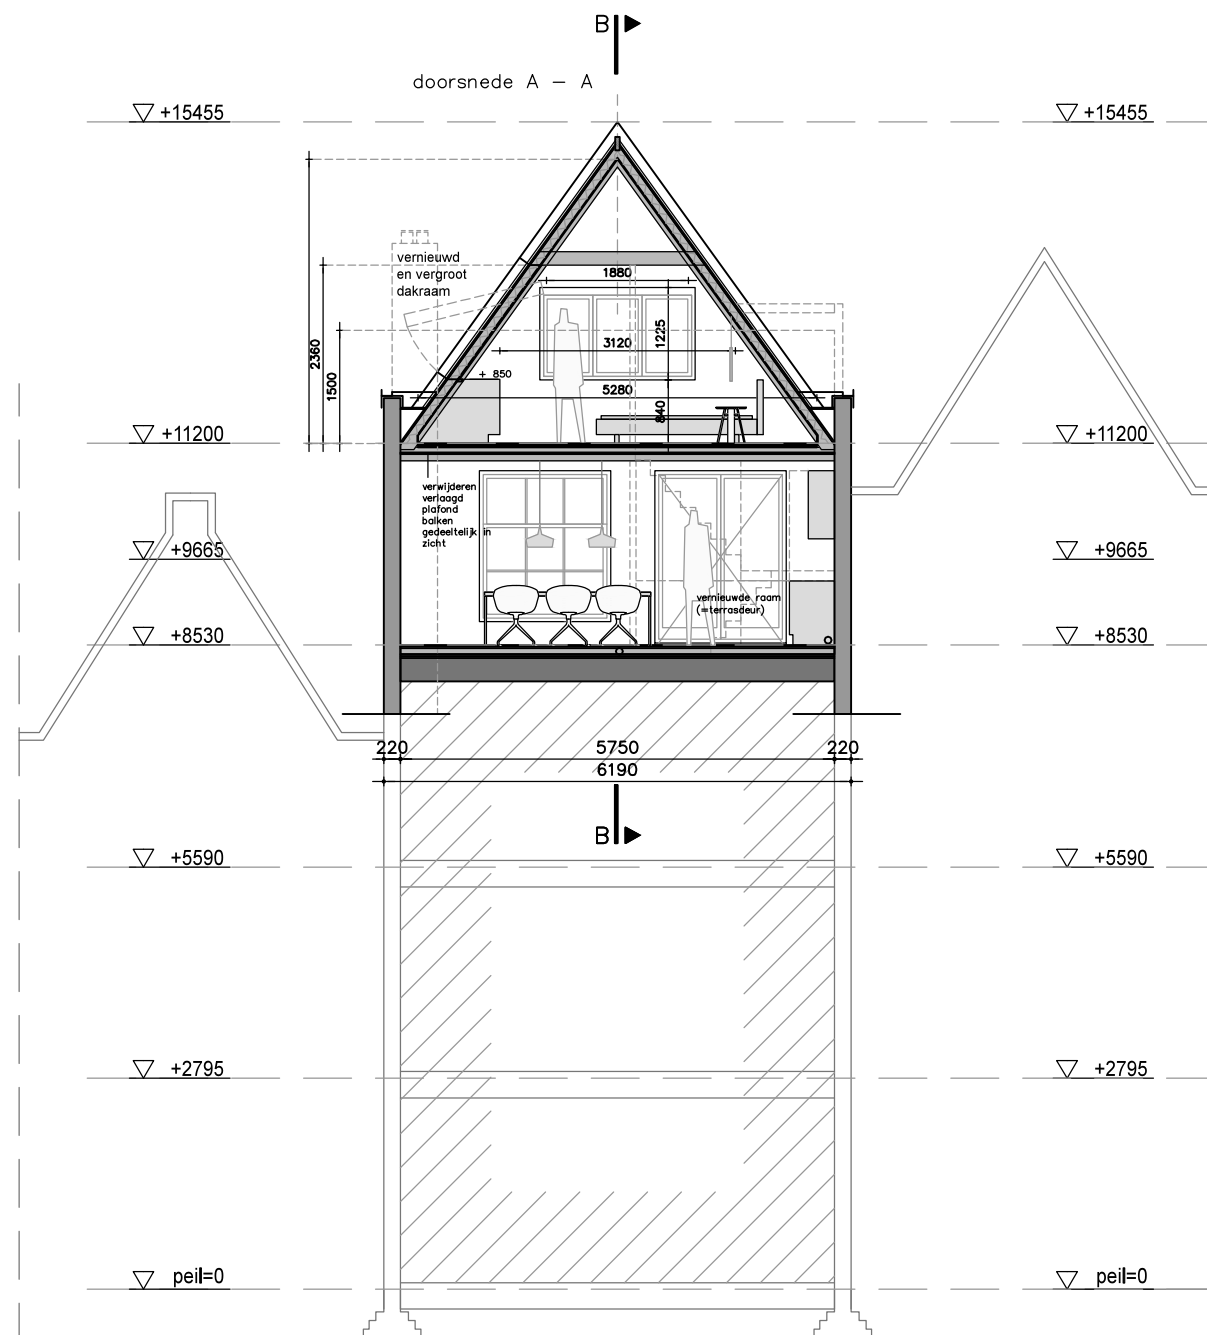 B
doorsnede A - A
+15455
+15455
vernieuwd
en vergroot
dakraam
1880
1225
2360
1500
3120
+ 850
5280
840
+11200
+11200
verwijderen
verlaagd
plafond
balken
gedeeltelijk in
zicht
+9665
+9665
vernieuwde raam
(=terrasdeur)
+8530
+8530
220
5750
220
6190
B
+5590
+5590
+2795
+2795
peil=0
peil=0